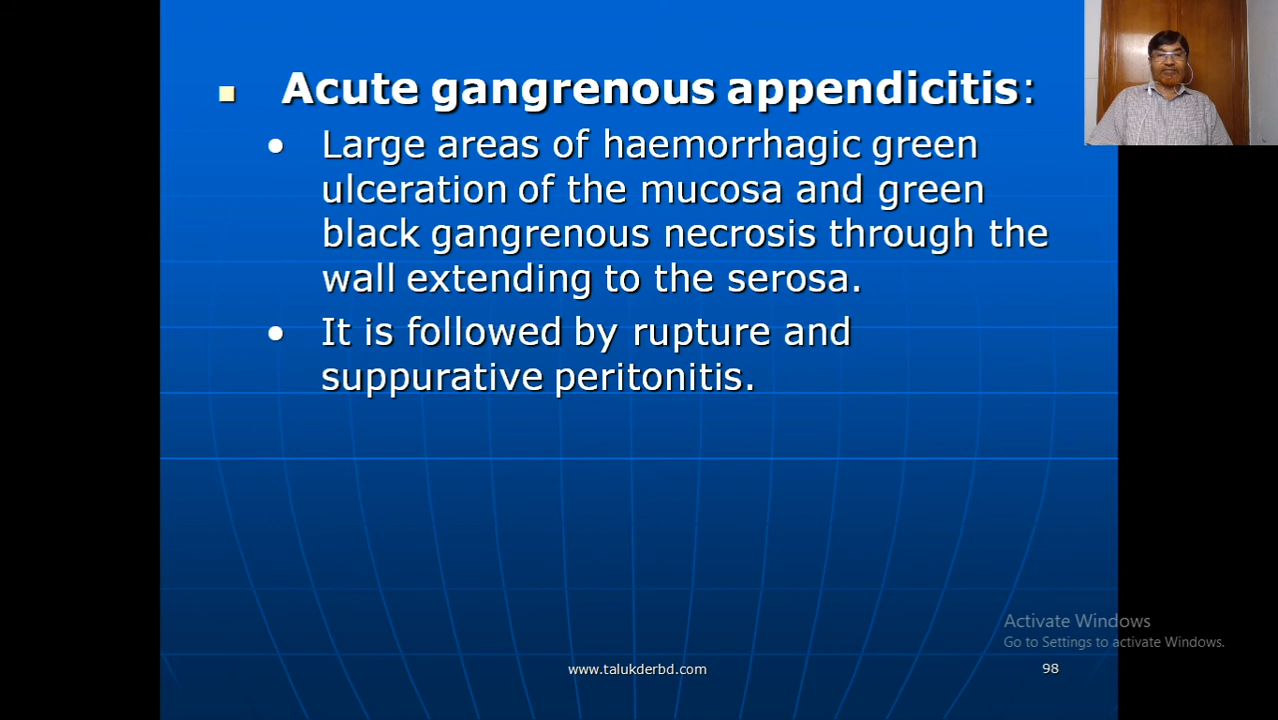 Acute gangrenous appendicitis:
Large areas of haemorrhagic green
ulceration of the mucosa and green
black gangrenous necrosis through the
wall extending to the serosa.
It is followed by rupture and
suppurative peritonitis.
Activate Windows
Go to Settings to activate Windows.
www.talukderbd.com
98